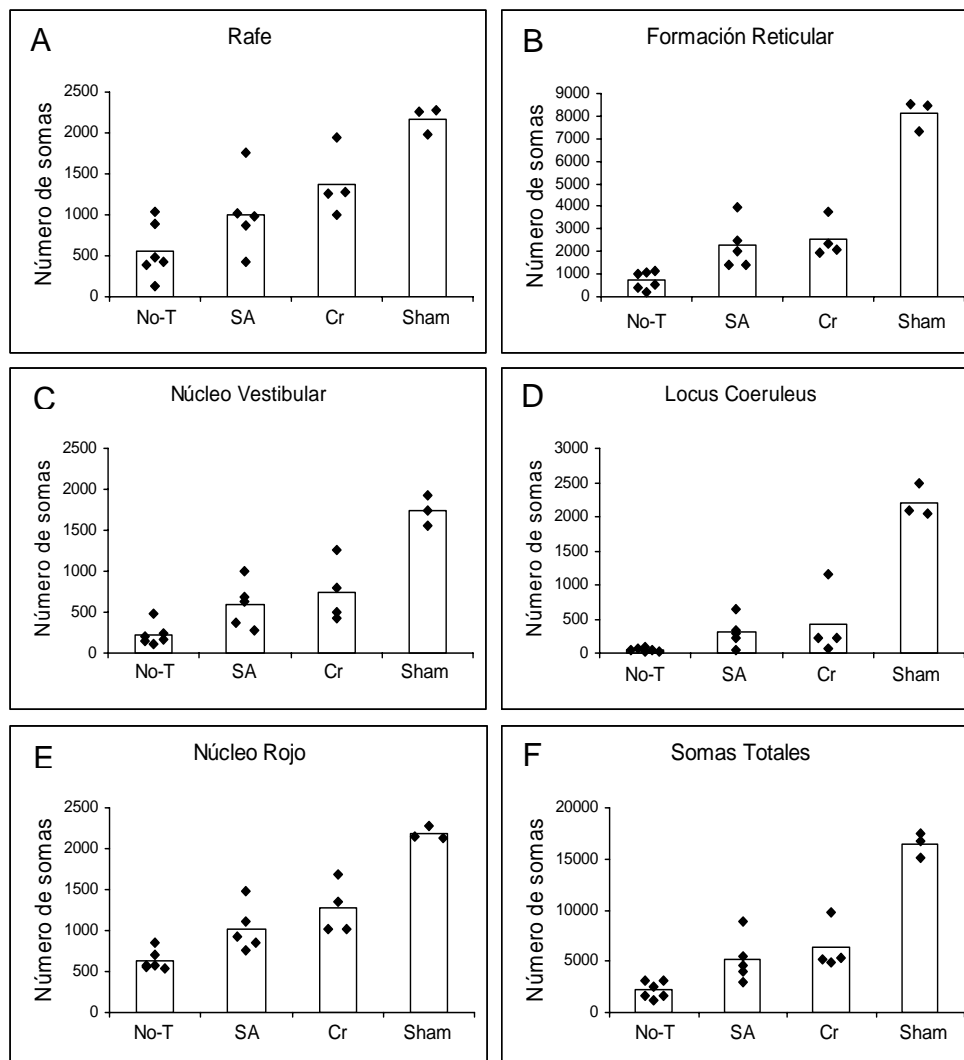 A
Rafe
Número de somas
2500
2000
1500
1000
500
0
No-T SA Cr Sham
B
Formación Reticular
Número de somas
9000
8000
7000
6000
5000
4000
3000
2000
1000
0
No-T SA Cr Sham
C
Núcleo Vestibular
Número de somas
2500
2000
1500
1000
500
0
No-T SA Cr Sham
D
Locus Coeruleus
Número de somas
3000
2500
2000
1500
1000
500
0
No-T SA Cr Sham
E
Núcleo Rojo
Número de somas
2500
2000
1500
1000
500
0
No-T SA Cr Sham
F
Somas Totales
Número de somas
20000
15000
10000
5000
0
No-T SA Cr Sham